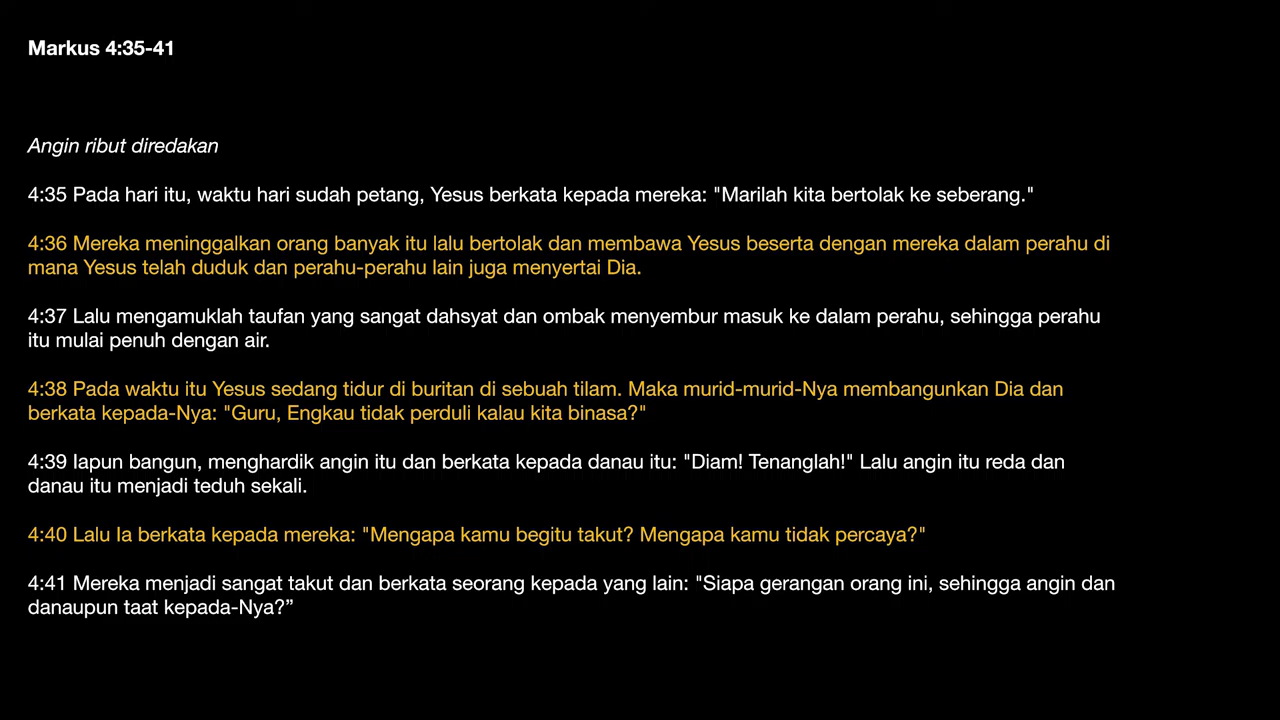 Markus 4:35-41
Angin ribut diredakan
4:35 Pada hari itu, waktu hari sudah petang, Yesus berkata kepada mereka: "Marilah kita bertolak ke seberang."
4:36 Mereka meninggalkan orang banyak itu lalu bertolak dan membawa Yesus beserta dengan mereka dalam perahu di
mana Yesus telah duduk dan perahu-perahu lain juga menyertai Dia.
4:37 Lalu mengamuklah taufan yang sangat dahsyat dan ombak menyembur masuk ke dalam perahu, sehingga perahu
itu mulai penuh dengan air.
4:38 Pada waktu itu Yesus sedang tidur di buritan di sebuah tilam. Maka murid-murid-Nya membangunkan Dia dan
berkata kepada-Nya: "Guru, Engkau tidak perduli kalau kita binasa?"
4:39 Iapun bangun, menghardik angin itu dan berkata kepada danau itu: "Diam! Tenanglah!" Lalu angin itu reda dan
danau itu menjadi teduh sekali.
4:40 Lalu Ia berkata kepada mereka: "Mengapa kamu begitu takut? Mengapa kamu tidak percaya?"
4:41 Mereka menjadi sangat takut dan berkata seorang kepada yang lain: "Siapa gerangan orang ini, sehingga angin dan
danaupun taat kepada-Nya?”